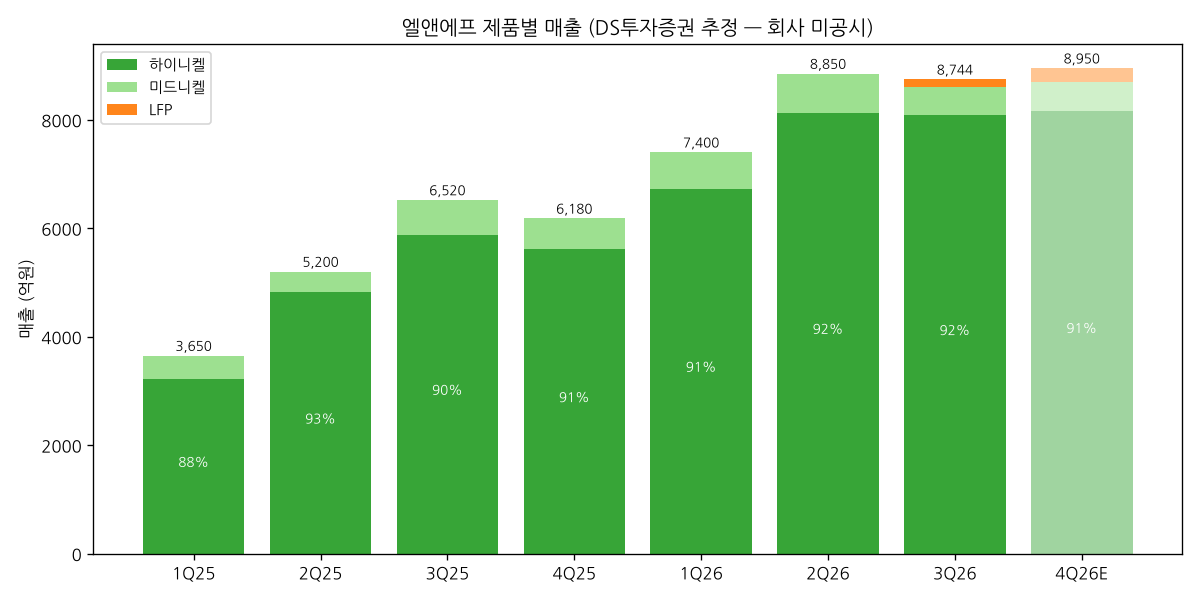 엘앤에프 제품별 매출 (DS투자증권 추정 — 회사 미공시)
하이니켈
미드니켈
LFP
매출 (억원)
8000
6000
4000
2000
0
3,650
5,200
6,520
6,180
7,400
8,850
8,744
8,950
88%
93%
90%
91%
91%
92%
92%
91%
1Q25
2Q25
3Q25
4Q25
1Q26
2Q26
3Q26
4Q26E